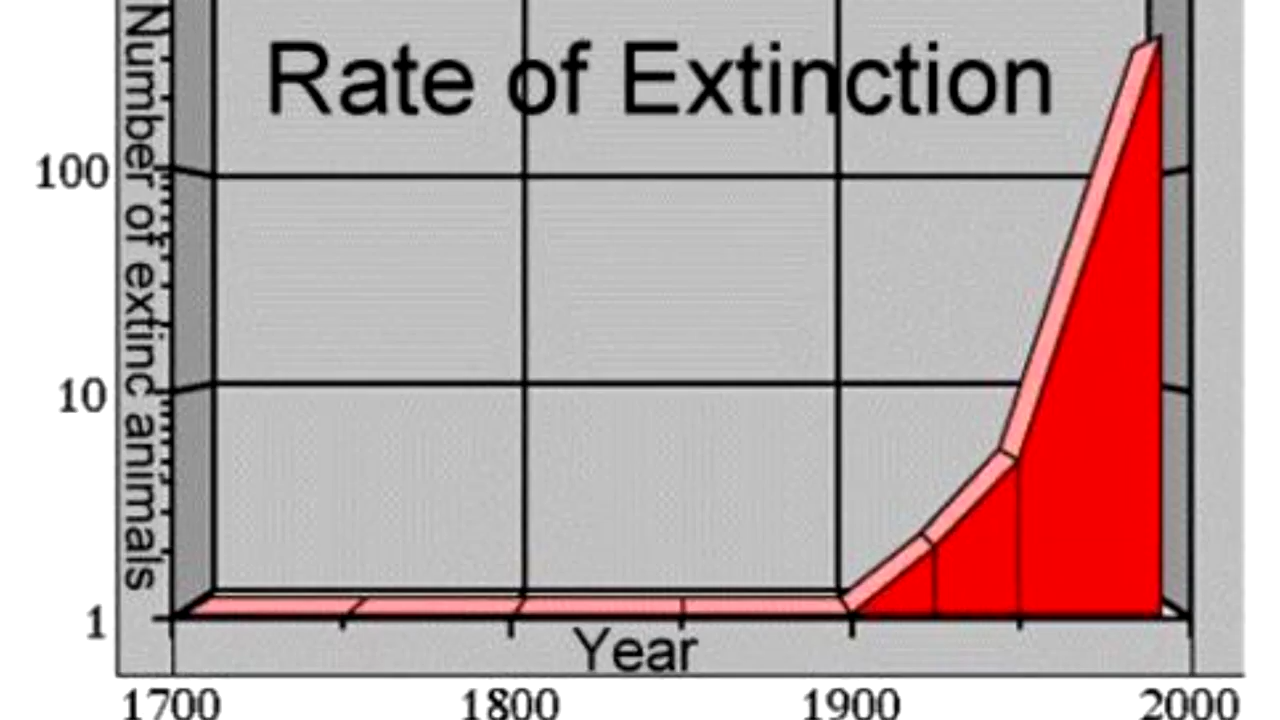 Rate of Extinction
Number of extinc animals
100
10
1
Year
1700 1800 1900 2000